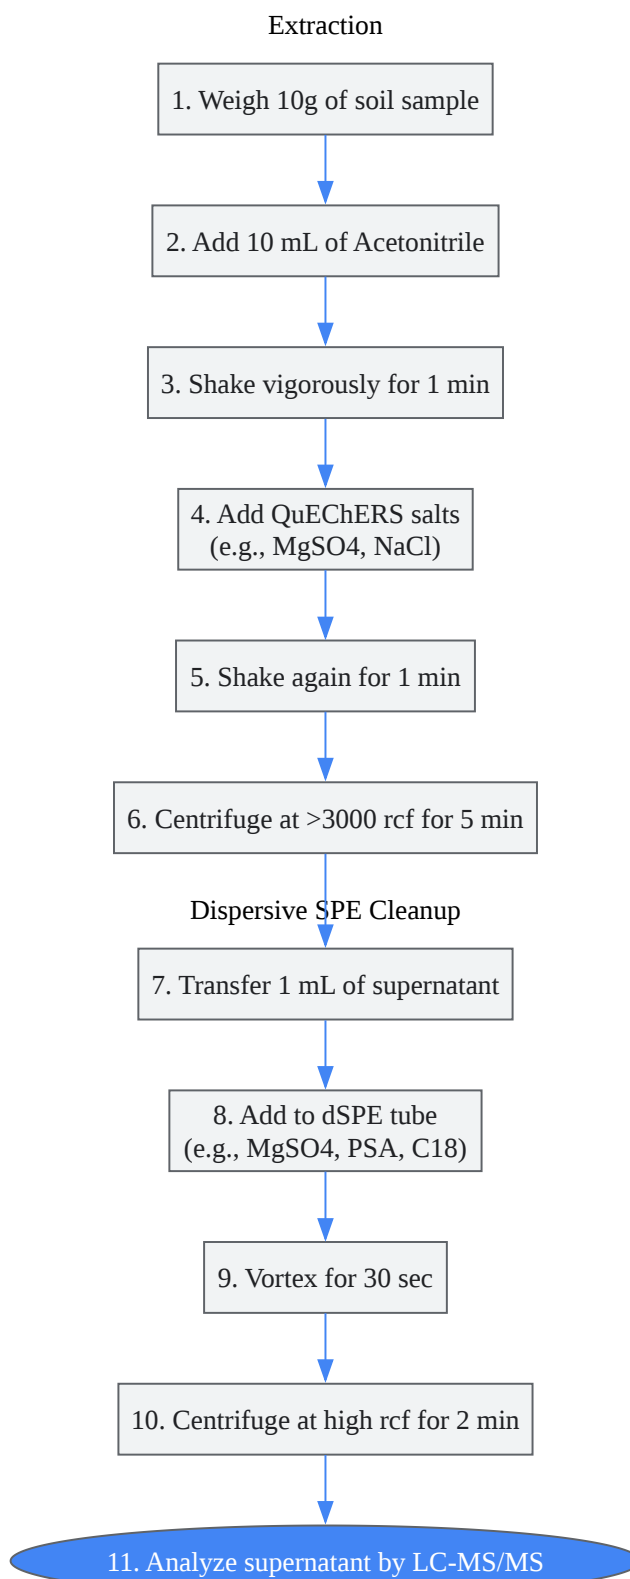 Extraction
1. Weigh 10g of soil sample
2. Add 10 mL of Acetonitrile
3. Shake vigorously for 1 min
4. Add QuEChERS salts
(e.g., MgSO4, NaCl)
5. Shake again for 1 min
6. Centrifuge at >3000 rcf for 5 min
Dispersive SPE Cleanup
7. Transfer 1 mL of supernatant
8. Add to dSPE tube
(e.g., MgSO4, PSA, C18)
9. Vortex for 30 sec
10. Centrifuge at high rcf for 2 min
11. Analyze supernatant by LC-MS/MS